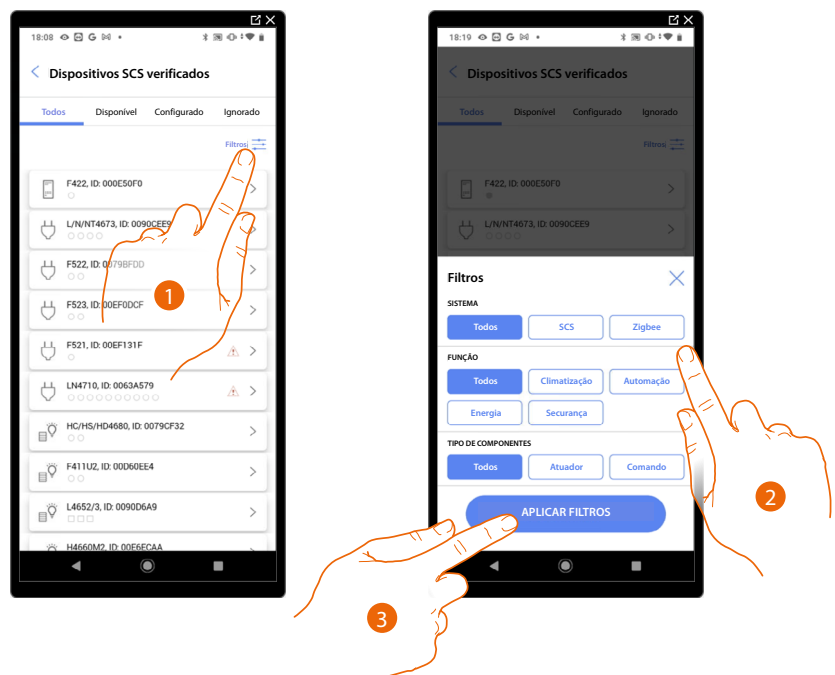 18:08
Dispositivos SCS verificados
Todos Disponível Configurado Ignorado
Filtros
F422, ID: 000E50F0
L/N/NT4673, ID: 0090CEE9
F522, ID: 0079BFDD
F523, ID: 00EF0DCF
F521, ID: 00EF131F
LN4710, ID: 0063A579
HC/HS/HD4680, ID: 0079CF32
F411U2, ID: 00D60EE4
L4652/3, ID: 0090D6A9
H4660M2, ID: 00E6ECAA
1
18:19
Dispositivos SCS verificados
Todos Disponível Configurado Ignorado
Filtros
F422, ID: 000E50F0
L/N/NT4673, ID: 0090CEE9
Filtros
SISTEMA
Todos SCS Zigbee
FUNÇÃO
Todos Climatização Automação
Energia Securança
TIPO DE COMPONENTES
Todos Atuador Comando
APLICAR FILTROS
2
3